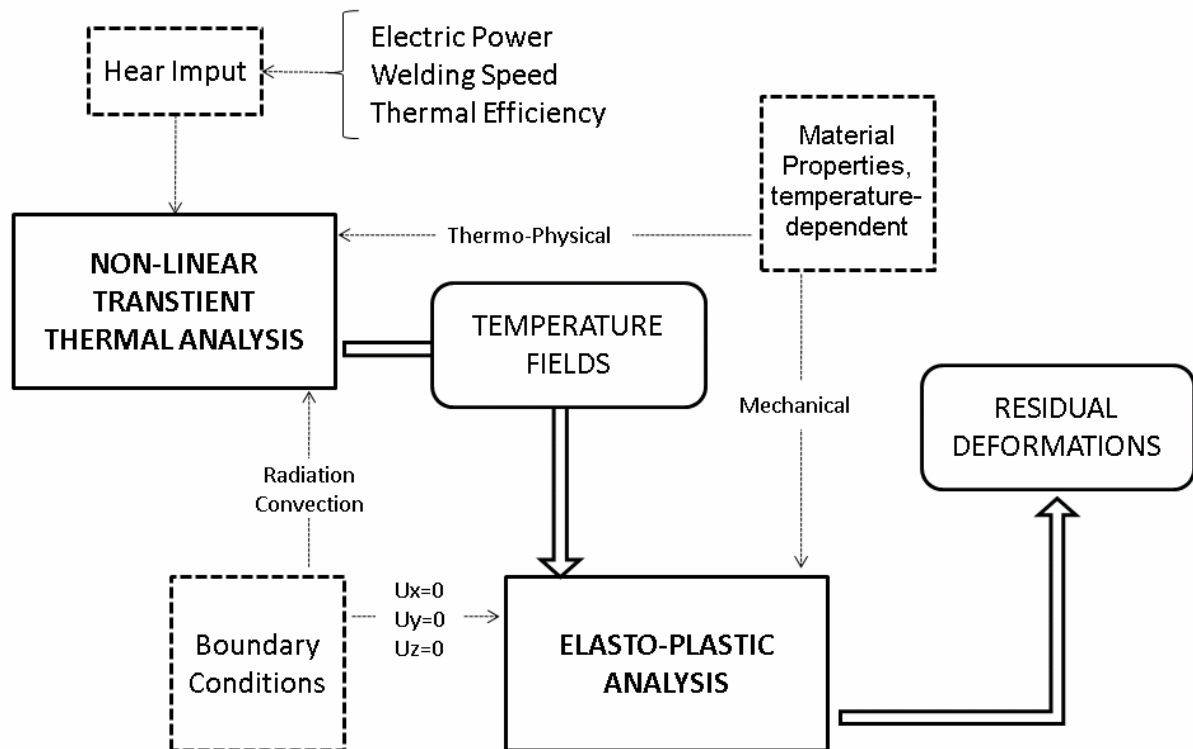 Hear Imput
Electric Power
Welding Speed
Thermal Efficiency
Material
Properties,
temperature-
dependent
Thermo-Physical
NON-LINEAR
TRANSTIENT
THERMAL ANALYSIS
TEMPERATURE
FIELDS
Mechanical
RESIDUAL
DEFORMATIONS
Radiation
Convection
Boundary
Conditions
Ux=0
Uy=0
Uz=0
ELASTO-PLASTIC
ANALYSIS